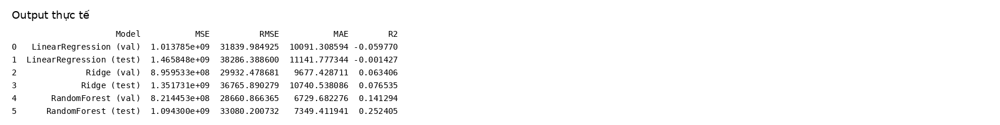 Output thực tế
Model MSE RMSE MAE R2
0 LinearRegression (val) 1.013785e+09 31839.984925 10091.308594 -0.059770
1 LinearRegression (test) 1.465848e+09 38286.388600 11141.777344 -0.001427
2 Ridge (val) 8.959533e+08 29932.478681 9677.428711 0.063406
3 Ridge (test) 1.351731e+09 36765.890279 10740.538086 0.076535
4 RandomForest (val) 8.214453e+08 28660.866365 6729.682276 0.141294
5 RandomForest (test) 1.094300e+09 33080.200732 7349.411941 0.252405